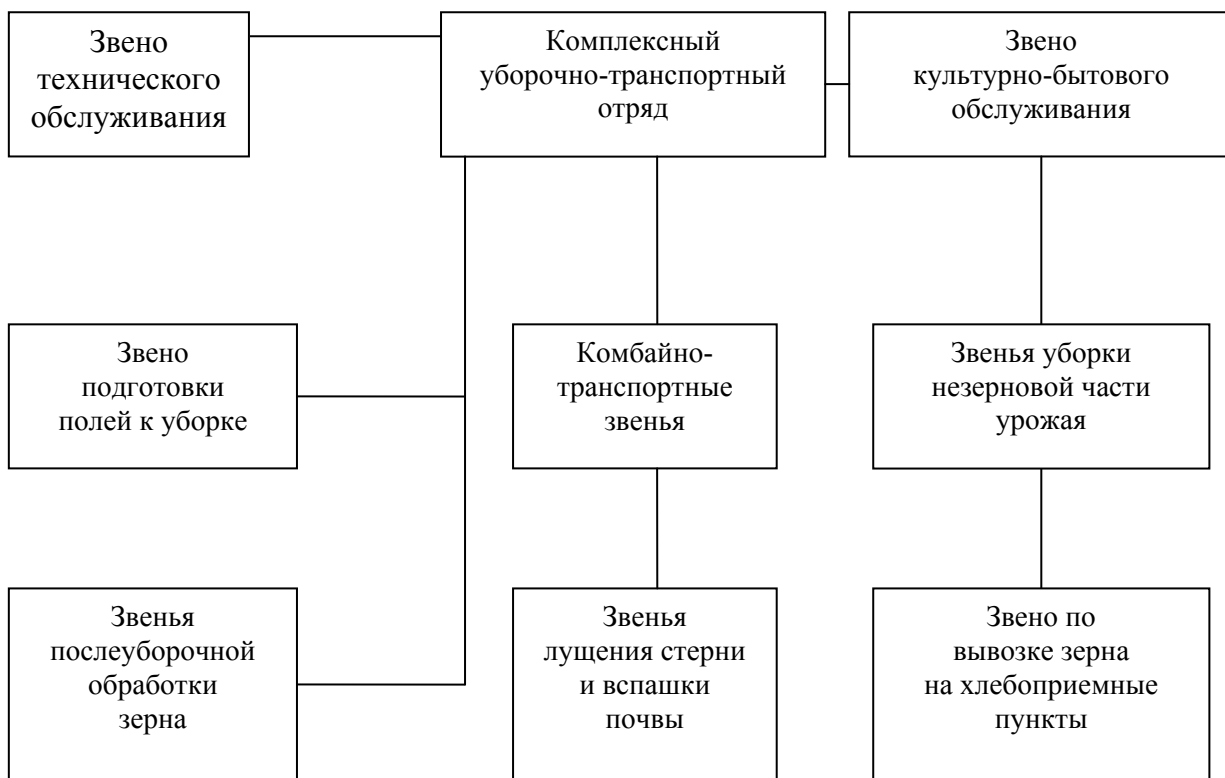 Звено
технического
обслуживания
Комплексный
уборочно-транспортный
отряд
Звено
культурно-бытового
обслуживания
Звено
подготовки
полей к уборке
Комбайно-
транспортные
звенья
Звенья уборки
незерновой части
урожая
Звенья
послеуборочной
обработки
зерна
Звенья
лущения стерни
и вспашки
почвы
Звено по
вывозке зерна
на хлебоприемные
пункты